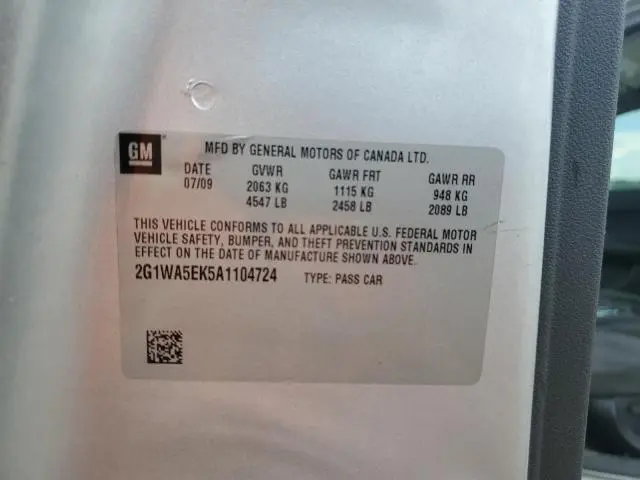 GM
MFD BY GENERAL MOTORS OF CANADA LTD.
DATE GVWR GAWR FRT GAWR RR
07/09 2063 KG 1115 KG 948 KG
4547 LB 2458 LB 2089 LB
THIS VEHICLE CONFORMS TO ALL APPLICABLE U.S. FEDERAL MOTOR
VEHICLE SAFETY, BUMPER, AND THEFT PREVENTION STANDARDS IN
EFFECT ON THE DATE OF MANUFACTURE SHOWN ABOVE.
2G1WA5EK5A1104724 TYPE: PASS CAR